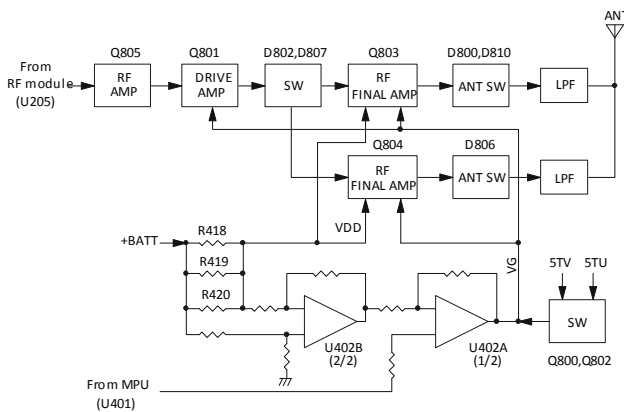 ANT
Q805
Q801
D802,D807
Q803
D800,D810
From
RF module
(U205)
RF
AMP
DRIVE
AMP
SW
RF
FINAL AMP
ANT SW
LPF
Q804
D806
RF
FINAL AMP
ANT SW
LPF
+BATT
R418
VDD
R419
VG
5TV
5TU
R420
SW
U402B
(2/2)
U402A
(1/2)
Q800,Q802
From MPU
(U401)